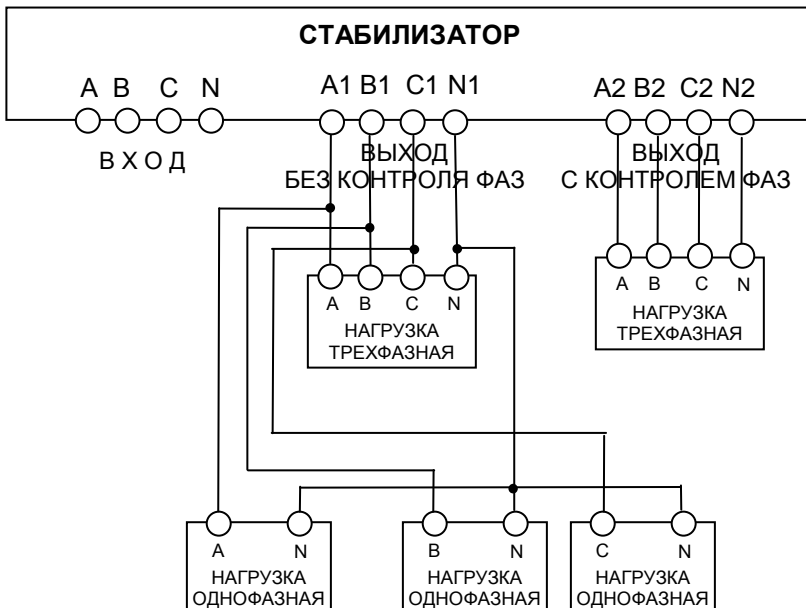 СТАБИЛИЗАТОР
A B C N A1 B1 C1 N1 A2 B2 C2 N2
ВХОД
ВЫХОД
БЕЗ КОНТРОЛЯ ФАЗ
ВЫХОД
С КОНТРОЛЕМ ФАЗ
A B C N
НАГРУЗКА
ТРЕХФАЗНАЯ
A B C N
НАГРУЗКА
ТРЕХФАЗНАЯ
A N
НАГРУЗКА
ОДНОФАЗНАЯ
B N
НАГРУЗКА
ОДНОФАЗНАЯ
C N
НАГРУЗКА
ОДНОФАЗНАЯ